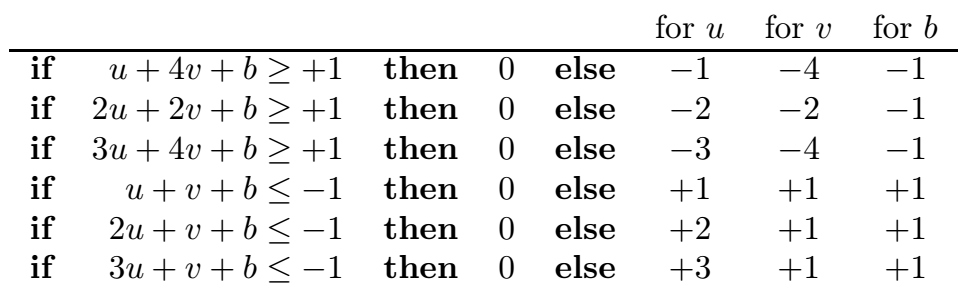 for u for v for b
if u + 4v + b ≥ +1 then 0 else −1 −4 −1
if 2u + 2v + b ≥ +1 then 0 else −2 −2 −1
if 3u + 4v + b ≥ +1 then 0 else −3 −4 −1
if u + v + b ≤ −1 then 0 else +1 +1 +1
if 2u + v + b ≤ −1 then 0 else +2 +1 +1
if 3u + v + b ≤ −1 then 0 else +3 +1 +1